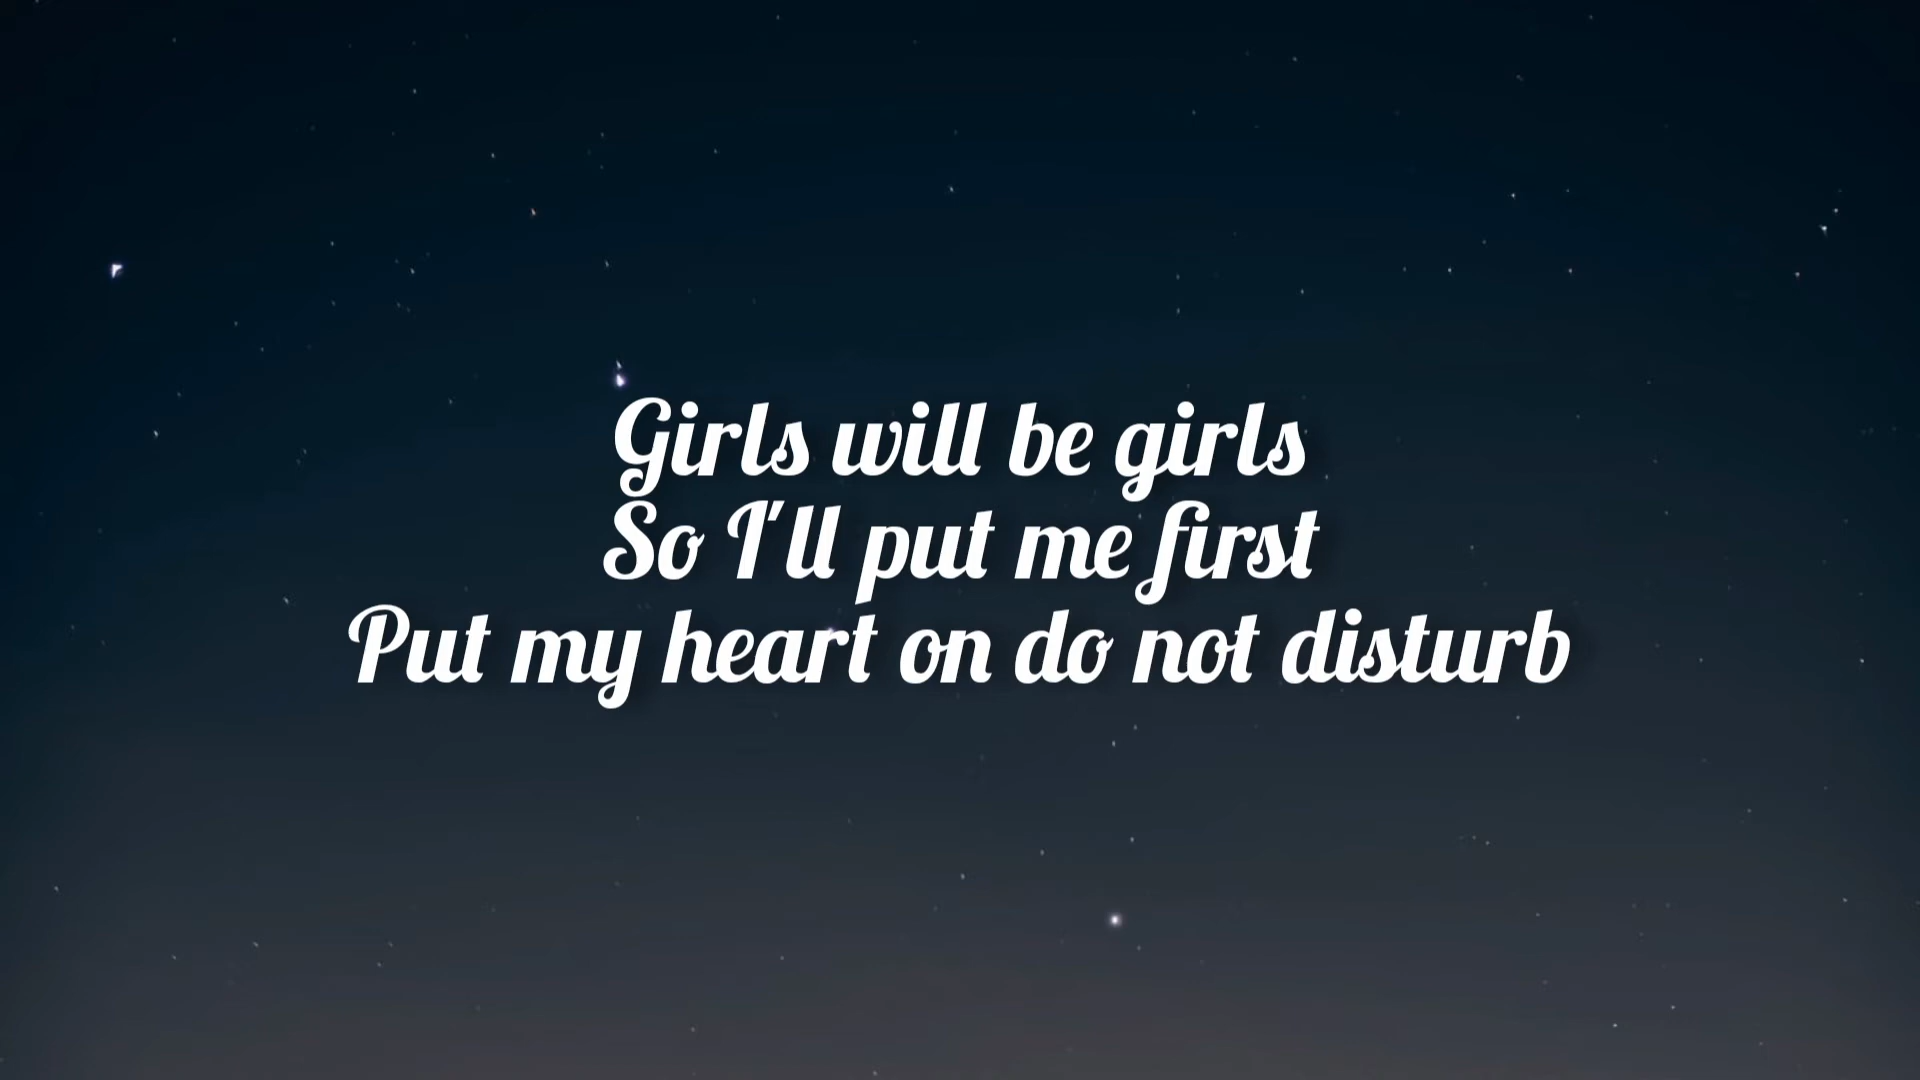 Girls will be girls
So I'll put me first
Put my heart on do not disturb